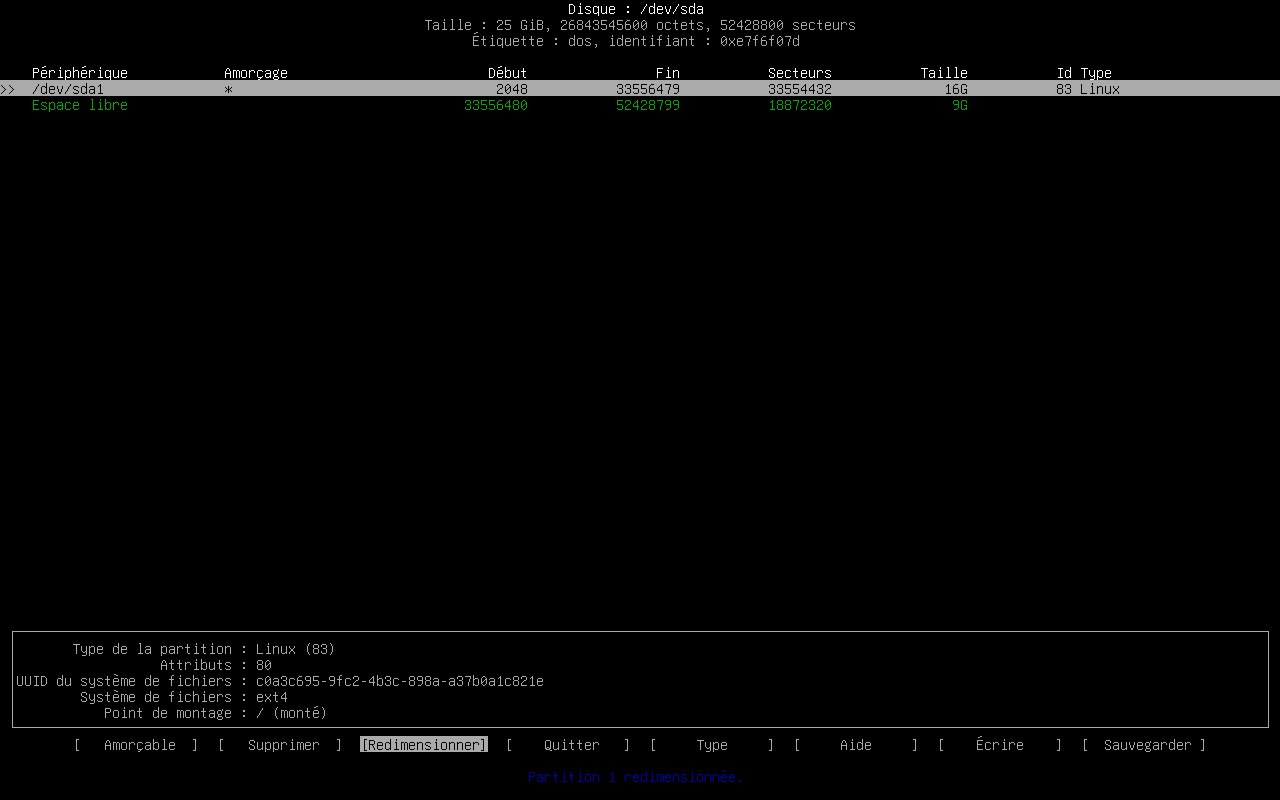 Disque : /dev/sda
Taille : 25 GiB, 26843545600 octets, 52428800 secteurs
Étiquette : dos, identifiant : 0xe7f6f07d
Périphérique Amorçage Début Fin Secteurs Taille Id Type
>> /dev/sda1 * 2048 33556479 33554432 16G 83 Linux
Espace libre 33556480 52428799 18872320 9G
Type de la partition : Linux (83)
Attributs : 80
UUID du système de fichiers : c0a3c695-9fc2-4b3c-898a-a37b0a1c821e
Système de fichiers : ext4
Point de montage : / (monté)
[ Amorçable ] [ Supprimer ] [Redimensionner] [ Quitter ] [ Type ] [ Aide ] [ Écrire ] [ Sauvegarder ]
Partition 1 redimensionnée.